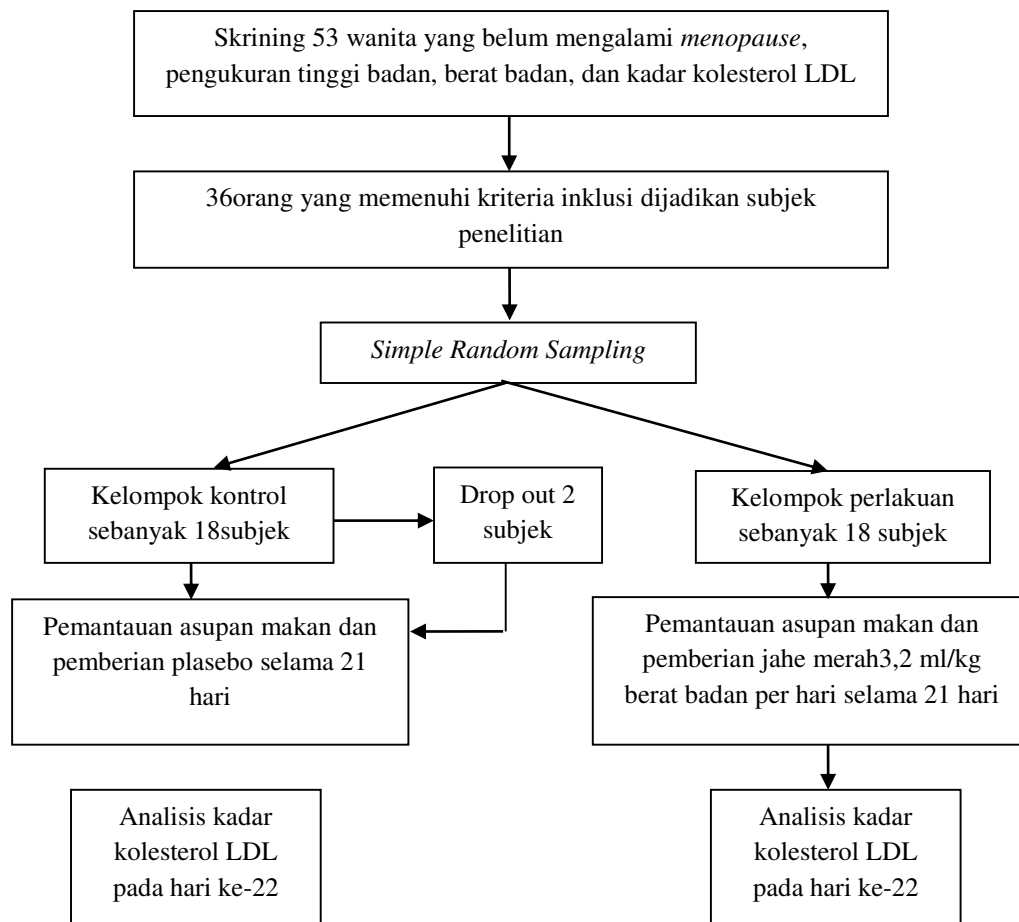 Skrining 53 wanita yang belum mengalami menopause,
pengukuran tinggi badan, berat badan, dan kadar kolesterol LDL
36orang yang memenuhi kriteria inklusi dijadikan subjek
penelitian
Simple Random Sampling
Kelompok kontrol
sebanyak 18subjek
Drop out 2
subjek
Kelompok perlakuan
sebanyak 18 subjek
Pemantauan asupan makan dan
pemberian plasebo selama 21
hari
Pemantauan asupan makan dan
pemberian jahe merah3,2 ml/kg
berat badan per hari selama 21 hari
Analisis kadar
kolesterol LDL
pada hari ke-22
Analisis kadar
kolesterol LDL
pada hari ke-22